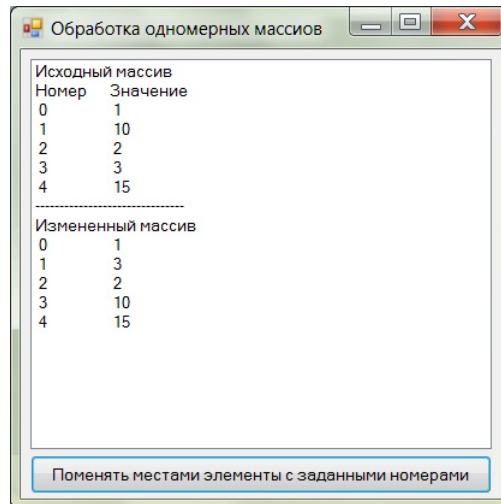 Обработка одномерных массиов
Исходный массив
Номер Значение
0 1
1 10
2 2
3 3
4 15
-------------------------------
Измененный массив
0 1
1 3
2 2
3 10
4 15
Поменять местами элементы с заданными номерами